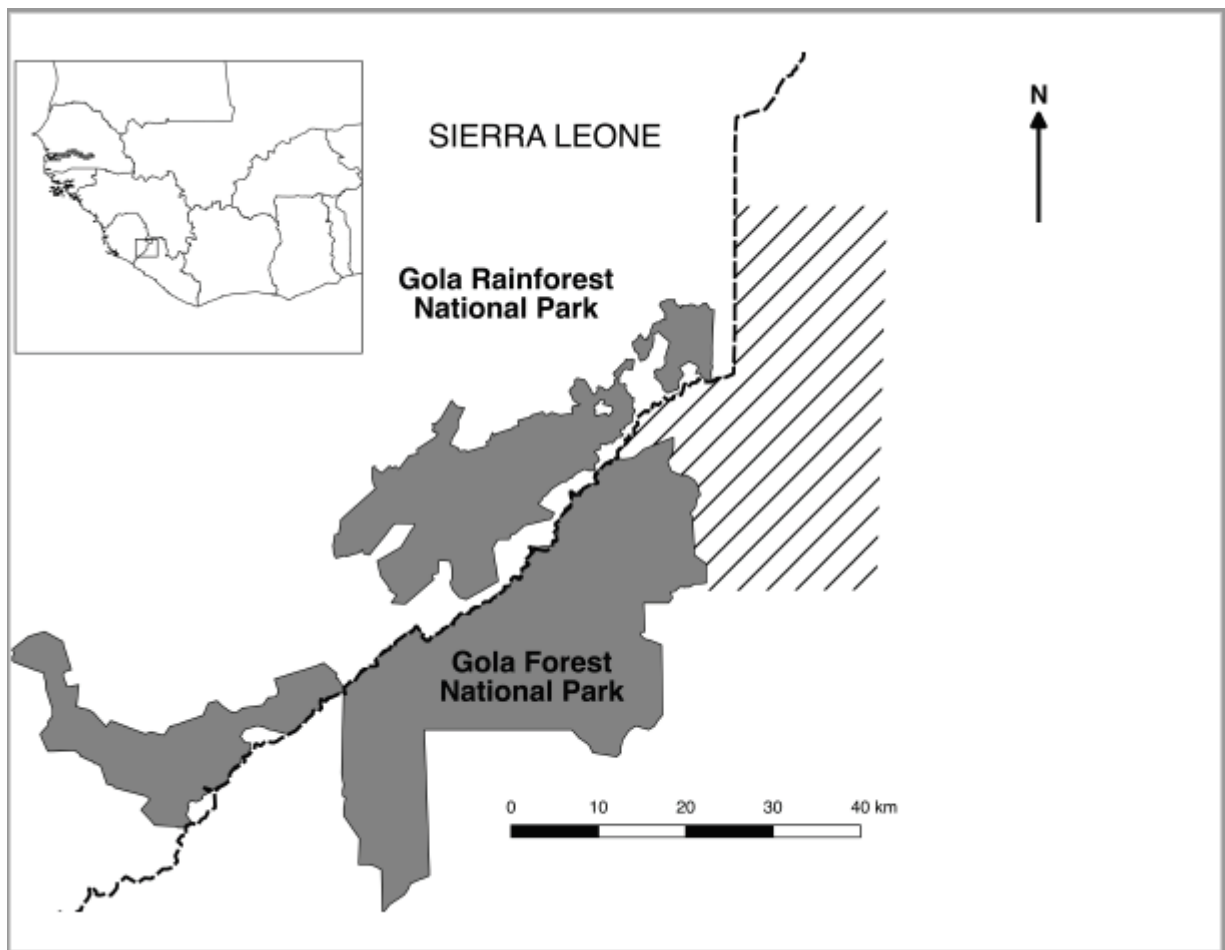 SIERRA LEONE
N
Gola Rainforest
National Park
Gola Forest
National Park
0 10 20 30 40 km